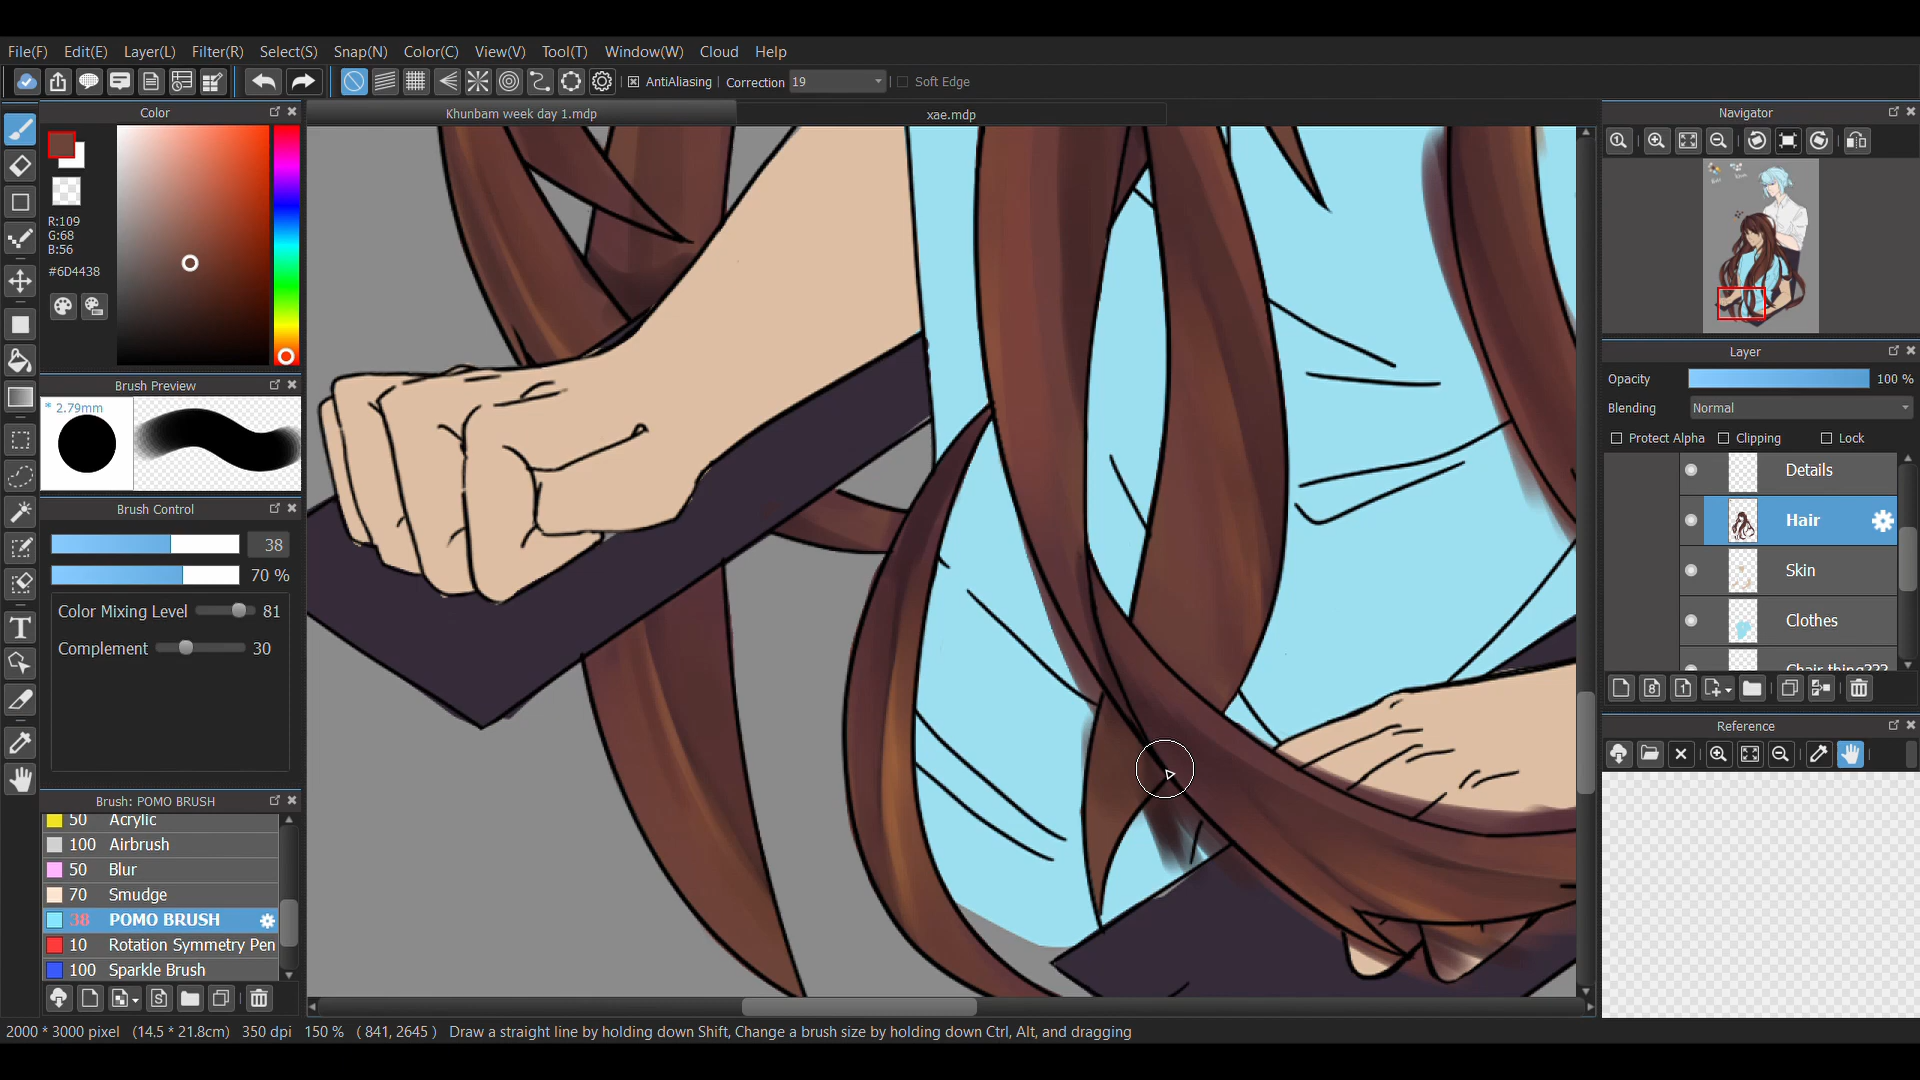 File(F) Edit(E) Layer(L) Filter(R) Select(S) Snap(N) Color(C) View(V) Tool(T) Window(W) Cloud Help
AntiAliasing Correction 19 Soft Edge
Color
R:109
G:68
B:56
#6D4438
Brush Preview
* 2.79mm
Brush Control
38
70 %
Color Mixing Level 81
Complement 30
Brush: POMO BRUSH
50 Acrylic
100 Airbrush
50 Blur
70 Smudge
38 POMO BRUSH
10 Rotation Symmetry Pen
100 Sparkle Brush
Khunbam week day 1.mdp
xae.mdp
Navigator
Layer
Opacity 100 %
Blending Normal
Protect Alpha Clipping Lock
Details
Hair
Skin
Clothes
Chair thing???
Reference
2000 * 3000 pixel (14.5 * 21.8cm) 350 dpi 150 % ( 841, 2645 ) Draw a straight line by holding down Shift, Change a brush size by holding down Ctrl, Alt, and dragging